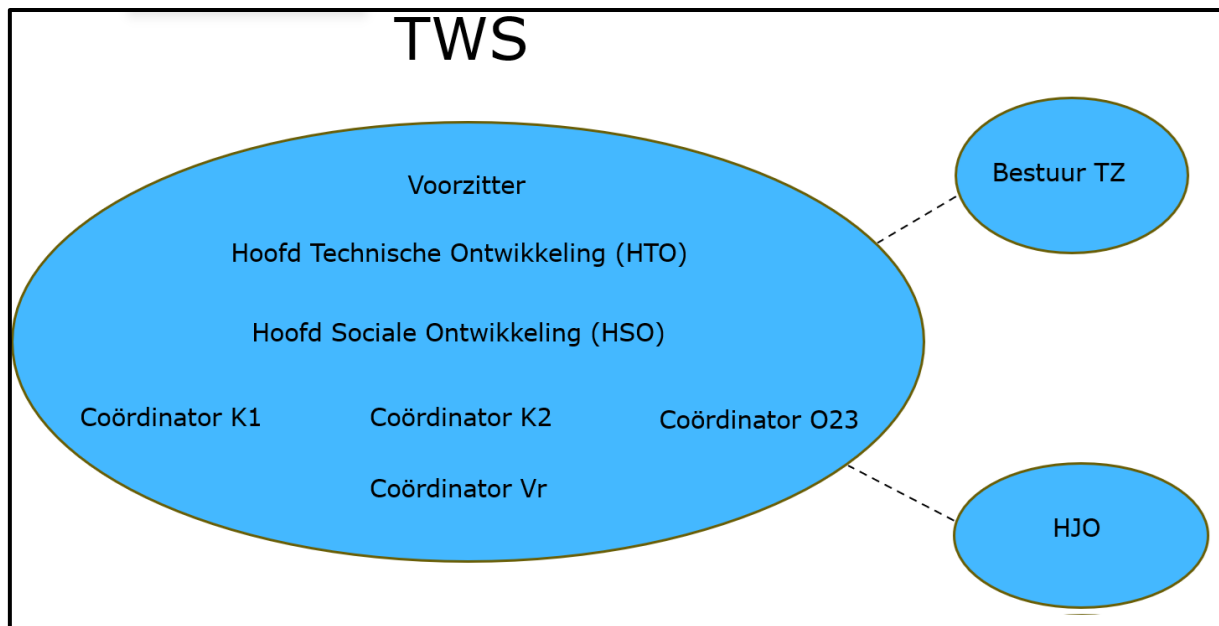 TWS
Voorzitter
Hoofd Technische Ontwikkeling (HTO)
Hoofd Sociale Ontwikkeling (HSO)
Coördinator K1
Coördinator K2
Coördinator O23
Coördinator Vr
Bestuur TZ
HJO